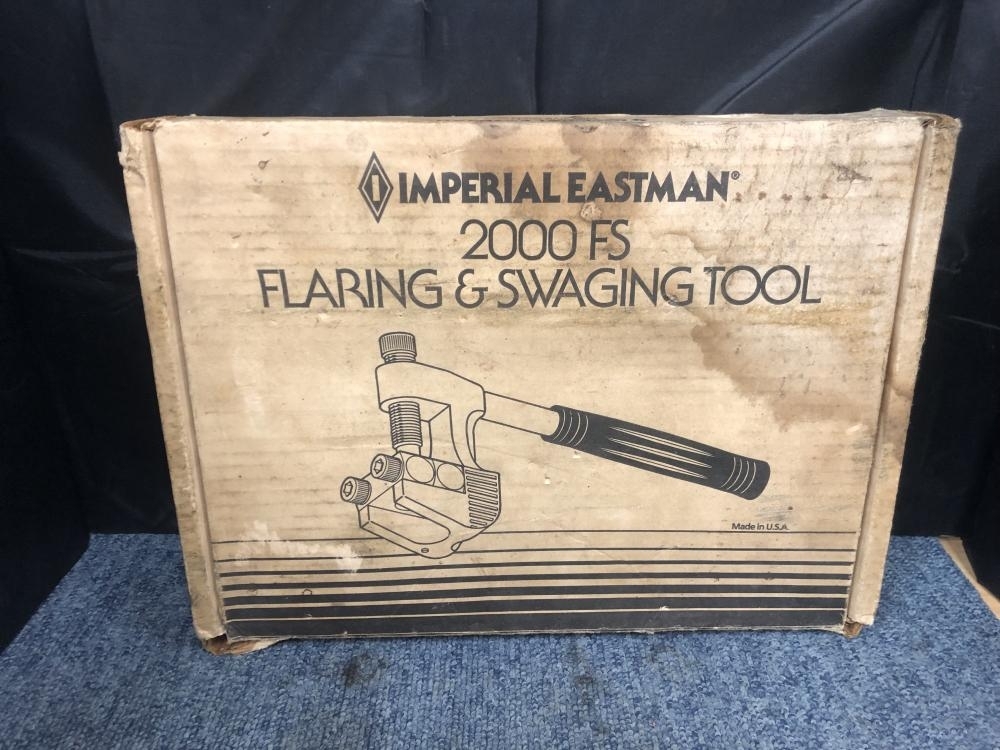 I IMPERIAL EASTMAN®
2000 FS
FLARING & SWAGING TOOL
Made in U.S.A.